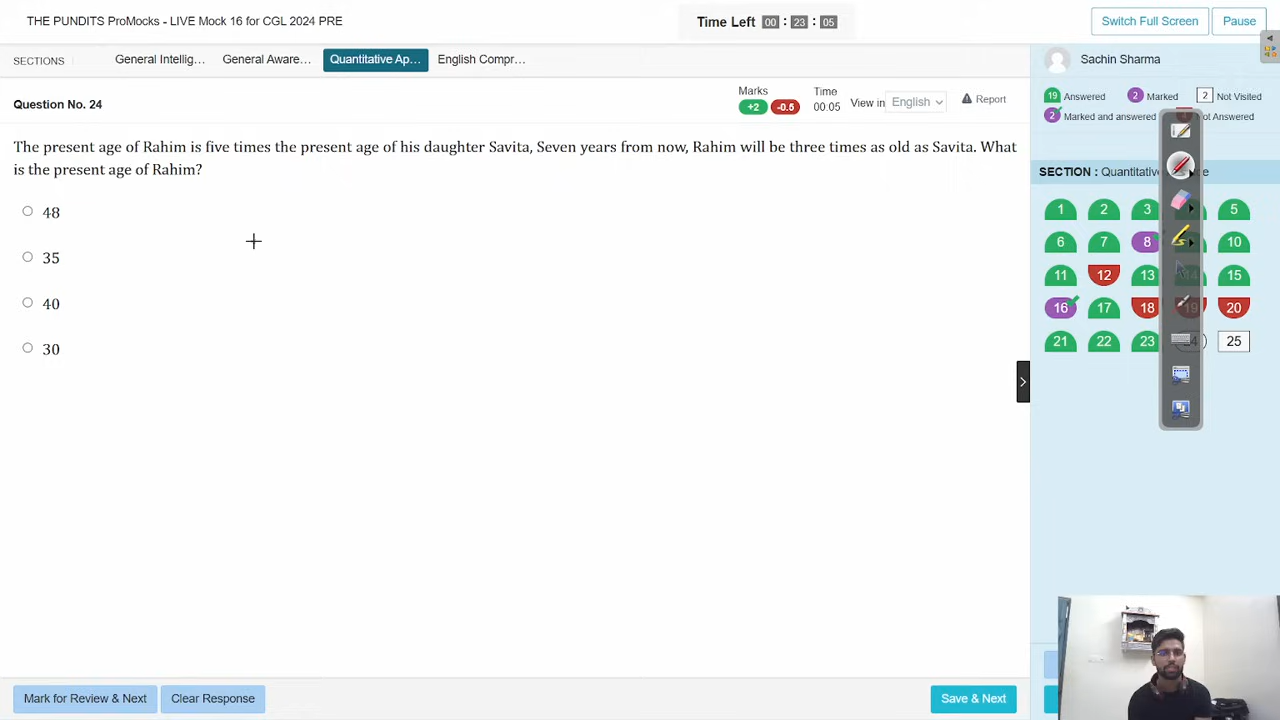 THE PUNDITS ProMocks - LIVE Mock 16 for CGL 2024 PRE
Time Left 00 : 23 : 05
Switch Full Screen
Pause
SECTIONS
General Intellig...
General Aware...
Quantitative Ap...
English Compr...
Sachin Sharma
Question No. 24
Marks
+2 -0.5
Time
00:05
View in English
Report
19 Answered
2 Marked
2 Not Visited
2 Marked and answered
Not Answered
The present age of Rahim is five times the present age of his daughter Savita, Seven years from now, Rahim will be three times as old as Savita. What
is the present age of Rahim?
48
35
40
30
SECTION : Quantitative
1 2 3 5
6 7 8 10
11 12 13 14 15
16 17 18 19 20
21 22 23 24 25
Mark for Review & Next
Clear Response
Save & Next